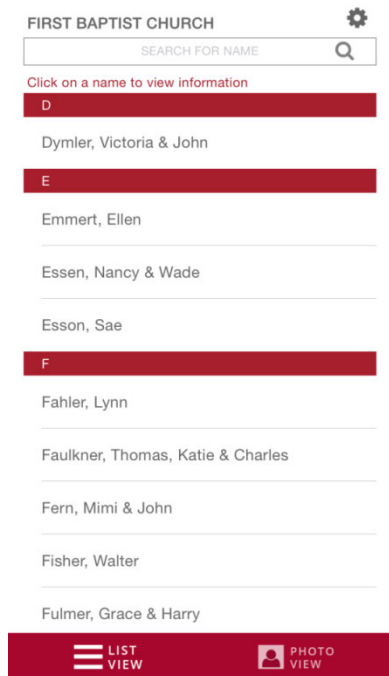 FIRST BAPTIST CHURCH
SEARCH FOR NAME
Click on a name to view information
D
Dymler, Victoria & John
E
Emmert, Ellen
Essen, Nancy & Wade
Esson, Sae
F
Fahler, Lynn
Faulkner, Thomas, Katie & Charles
Fern, Mimi & John
Fisher, Walter
Fulmer, Grace & Harry
LIST
VIEW
PHOTO
VIEW